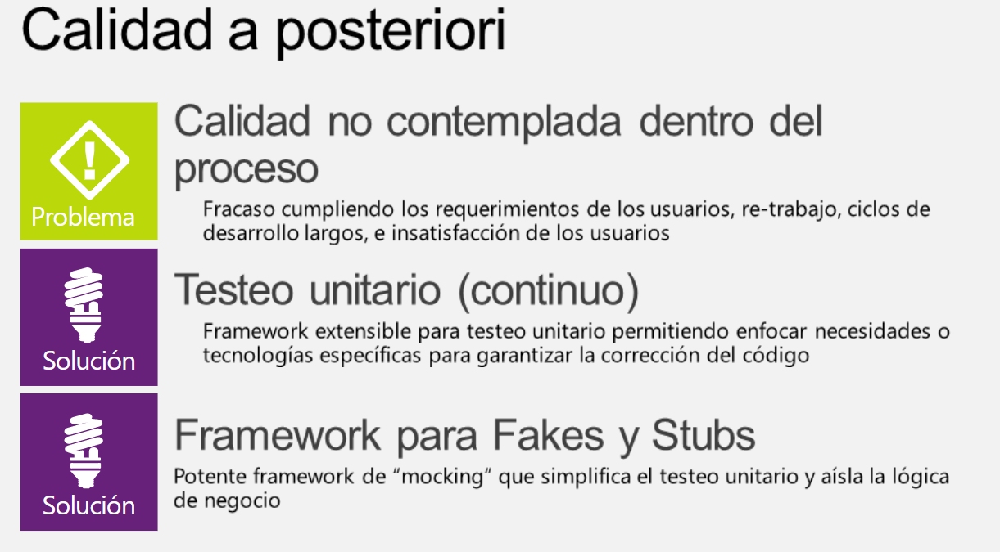 Calidad a posteriori
Calidad no contemplada dentro del
proceso
Problema
Fracaso cumpliendo los requerimientos de los usuarios, re-trabajo, ciclos de
desarrollo largos, e insatisfacción de los usuarios
Testeo unitario (continuo)
Framework extensible para testeo unitario permitiendo enfocar necesidades o
tecnologías específicas para garantizar la corrección del código
Solución
Framework para Fakes y Stubs
Potente framework de “mocking” que simplifica el testeo unitario y aísla la lógica
de negocio
Solución